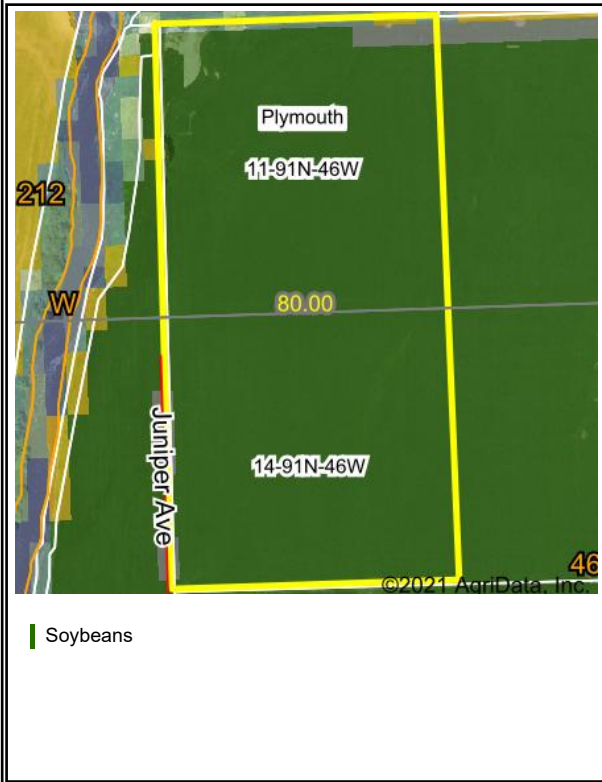 Plymouth
11-91N-46W
212
W
80.00
Juniper Ave
14-91N-46W
46
©2021 AgriData, Inc.
Soybeans